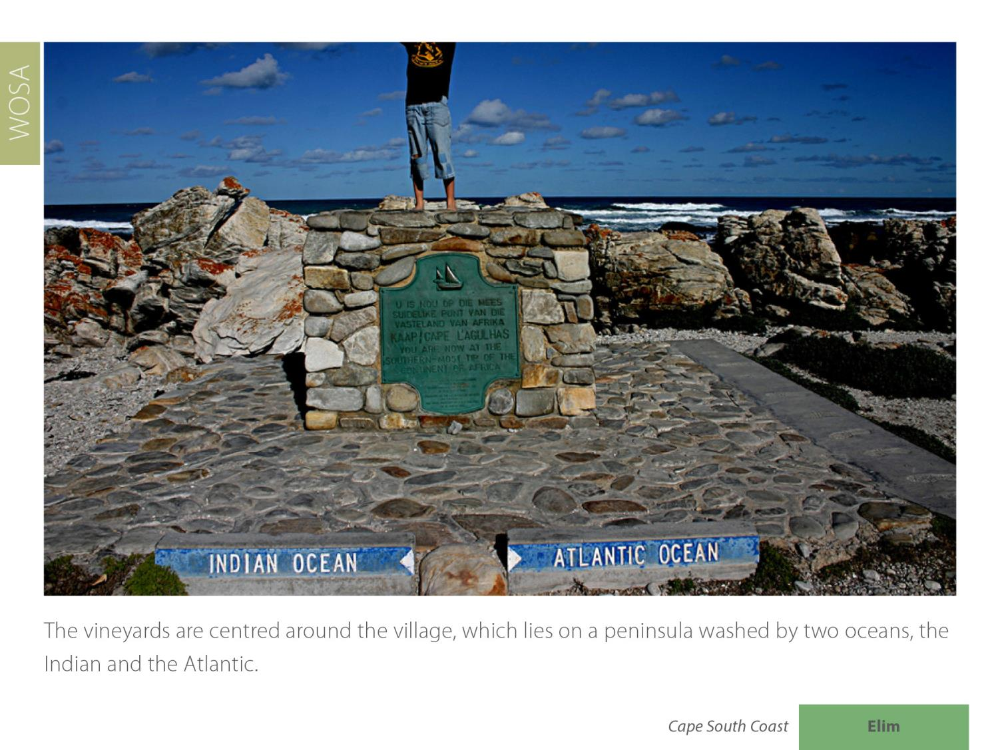 WOSA
U IS NOU OP DIE MEES
SUIDELIKE PUNT VAN DIE
VASTELAND VAN AFRIKA
KAAP/CAPE L'AGULHAS
YOU ARE NOW AT THE
SOUTHERN-MOST TIP OF THE
CONTINENT OF AFRICA
INDIAN OCEAN
ATLANTIC OCEAN
The vineyards are centred around the village, which lies on a peninsula washed by two oceans, the
Indian and the Atlantic.
Cape South Coast
Elim